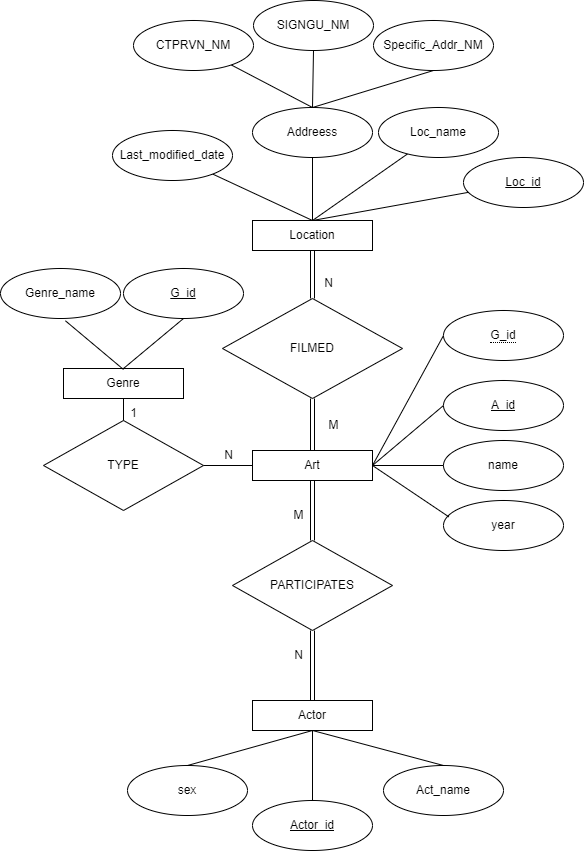 SIGNGU_NM
CTPRVN_NM
Specific_Addr_NM
Addreess
Loc_name
Last_modified_date
Loc_id
Location
N
Genre_name
G_id
FILMED
G_id
Genre
1
M
A_id
TYPE
N
Art
name
M
year
PARTICIPATES
N
Actor
sex
Act_name
Actor_id